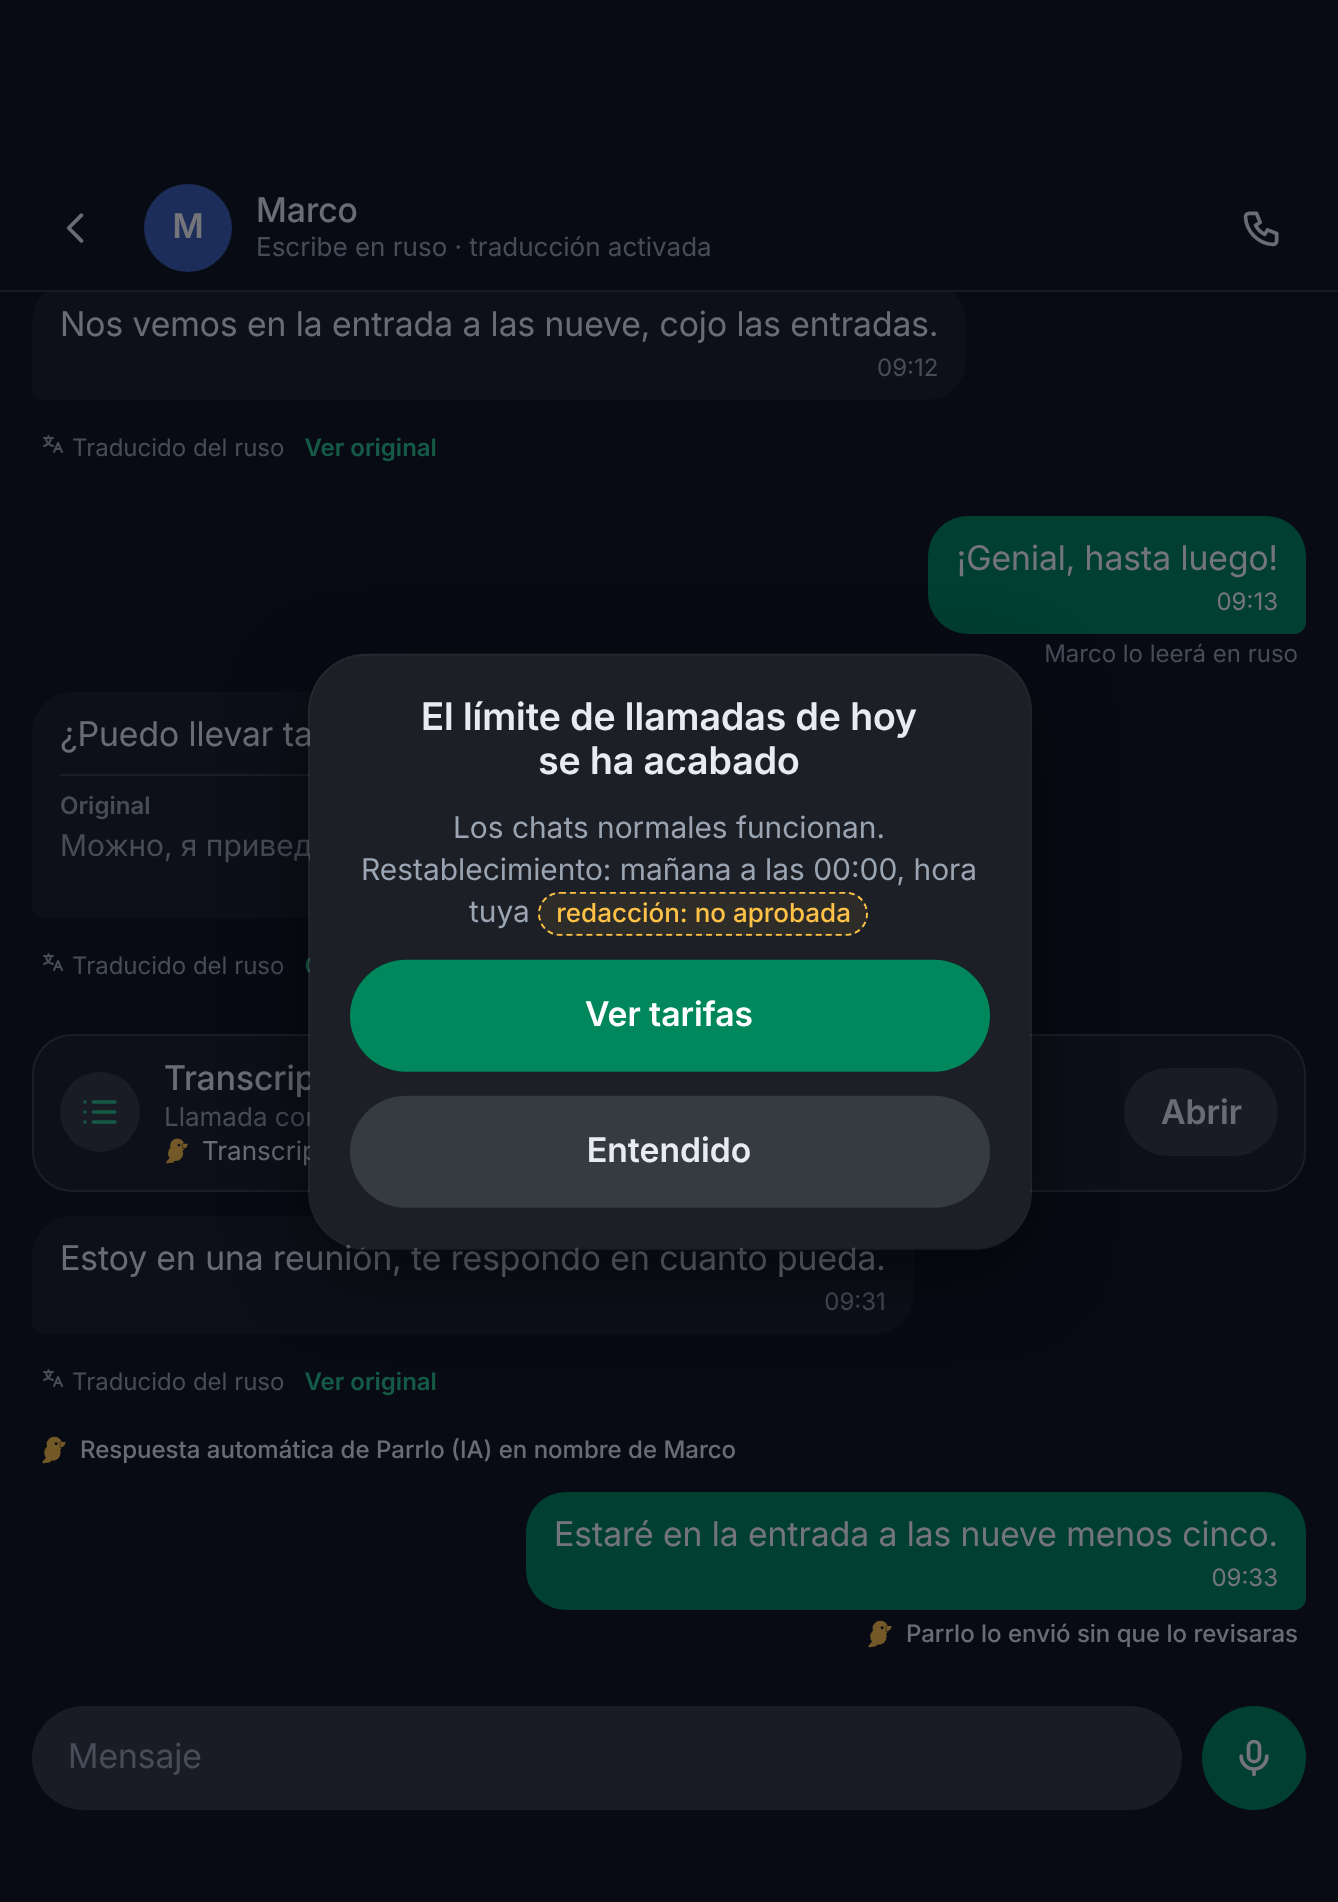 M
Marco
Escribe en ruso · traducción activada
Nos vemos en la entrada a las nueve, cojo las entradas.
09:12
Traducido del ruso Ver original
¡Genial, hasta luego!
09:13
Marco lo leerá en ruso
¿Puedo llevar
Original
Можно, я
Traducido del ruso
El límite de llamadas de hoy
se ha acabado
Los chats normales funcionan.
Restablecimiento: mañana a las 00:00, hora
tuya redacción: no aprobada
Ver tarifas
Entendido
Llamada
Abrir
Estoy en una reunión, te respondo en cuanto pueda.
09:31
Traducido del ruso Ver original
Respuesta automática de Parrlo (IA) en nombre de Marco
Estaré en la entrada a las nueve menos cinco.
09:33
Parrlo lo envió sin que lo revisaras
Mensaje